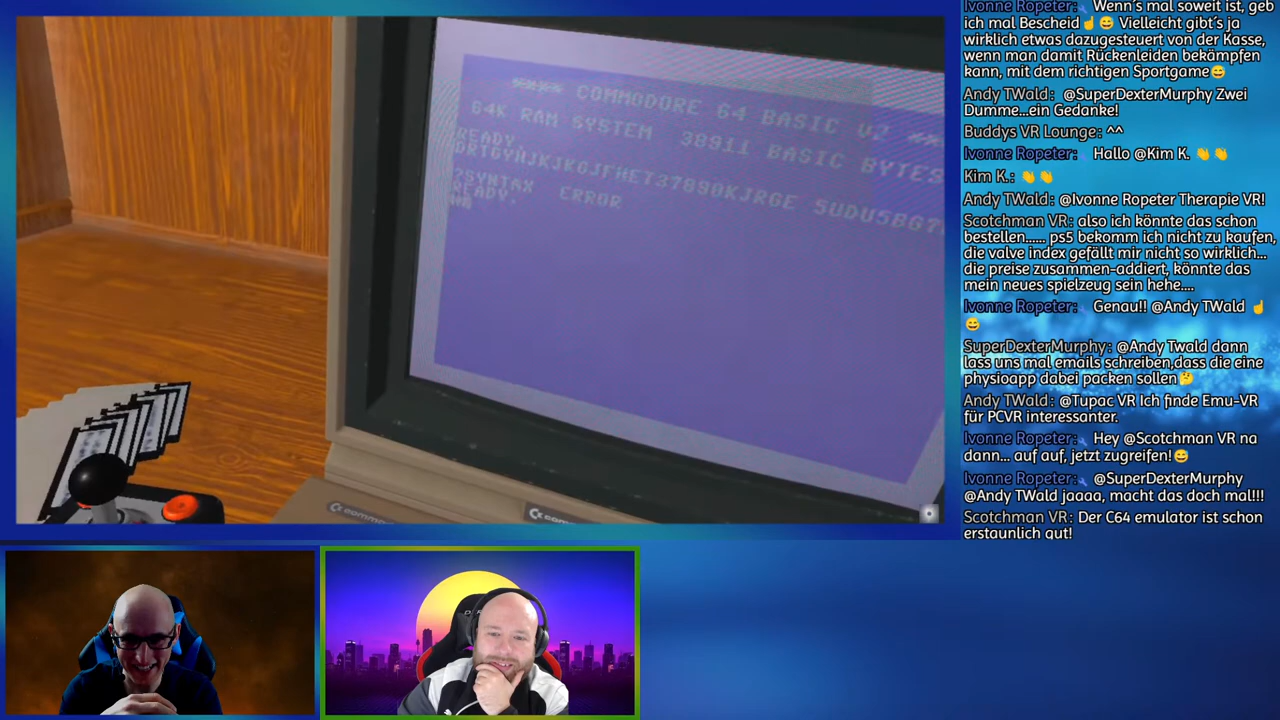 **** COMMODORE 64 BASIC V2 **
64K RAM SYSTEM 38911 BASIC BYTES
READY.
?SYNTAX ERROR
READY.
commo
Ivonne Ropeter: Wenn's mal soweit ist, geb
ich mal Bescheid☝😅 Vielleicht gibt's ja
wirklich etwas dazugesteuert von der Kasse,
wenn man damit Rückenleiden bekämpfen
kann, mit dem richtigen Sportgame😅
Andy TWald: @SuperDexterMurphy Zwei
Dumme...ein Gedanke!
Buddys VR Lounge: ^^
Ivonne Ropeter: Hallo @Kim K. 👏 👏
Kim K.: 👏👏
Andy TWald: @Ivonne Ropeter Therapie VR!
Scotchman VR: also ich könnte das schon
bestellen...... ps5 bekomm ich nicht zu kaufen,
die valve index gefällt mir nicht so wirklich...
die preise zusammen-addiert, könnte das
mein neues spielzeug sein hehe....
Ivonne Ropeter: Genau!! @Andy TWald ☝
😅
SuperDexterMurphy: @Andy Twald dann
lass uns mal emails schreiben,dass die eine
physioapp dabei packen sollen🤔
Andy TWald: @Tupac VR Ich finde Emu-VR
für PCVR interessanter.
Ivonne Ropeter: Hey @Scotchman VR na
dann... auf auf, jetzt zugreifen!😅
Ivonne Ropeter: @SuperDexterMurphy
@Andy TWald jaaaa, macht das doch mal!!!
Scotchman VR: Der C64 emulator ist schon
erstaunlich gut!